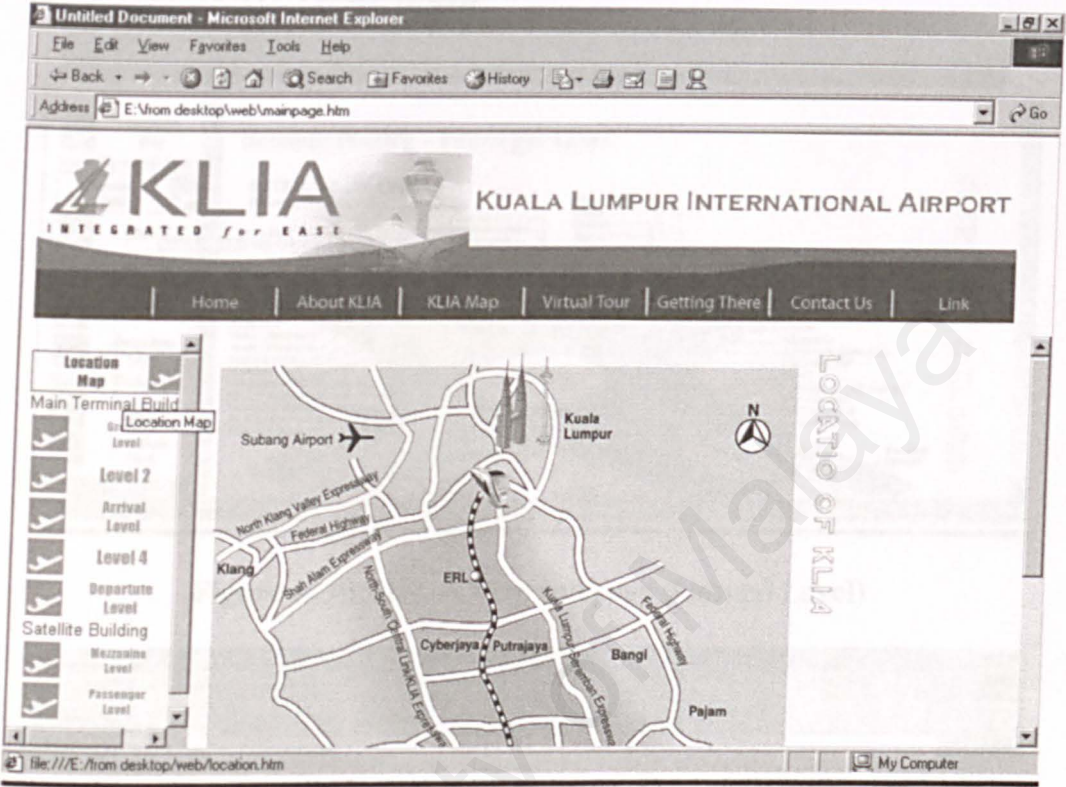 Untitled Document - Microsoft Internet Explorer
File Edit View Favorites Tools Help
Back Search Favorites History
Address E:\from desktop\web\mainpage.htm Go
KLIA
INTEGRATED for EASE
KUALA LUMPUR INTERNATIONAL AIRPORT
Home About KLIA KLIA Map Virtual Tour Getting There Contact Us Link
Location
Map
Main Terminal Build
Location Map
Level
Level 2
Arrival
Level
Level 4
Departute
Level
Satellite Building
Mezzanine
Level
Passenger
Level
Subang Airport
Kuala
Lumpur
N
North Klang Valley Expressway
Federal Highway
Shah Alam Expressway
Klang
ERL
North-South Central Link/KLIA Expressway
Kuala Lumpur-Seremban Expressway
Federal Highway
Cyberjaya
Putrajaya
Bangi
Pajam
LOCATIO OF KLIA
file:///E:/from desktop/web/location.htm
My Computer
of Malaya